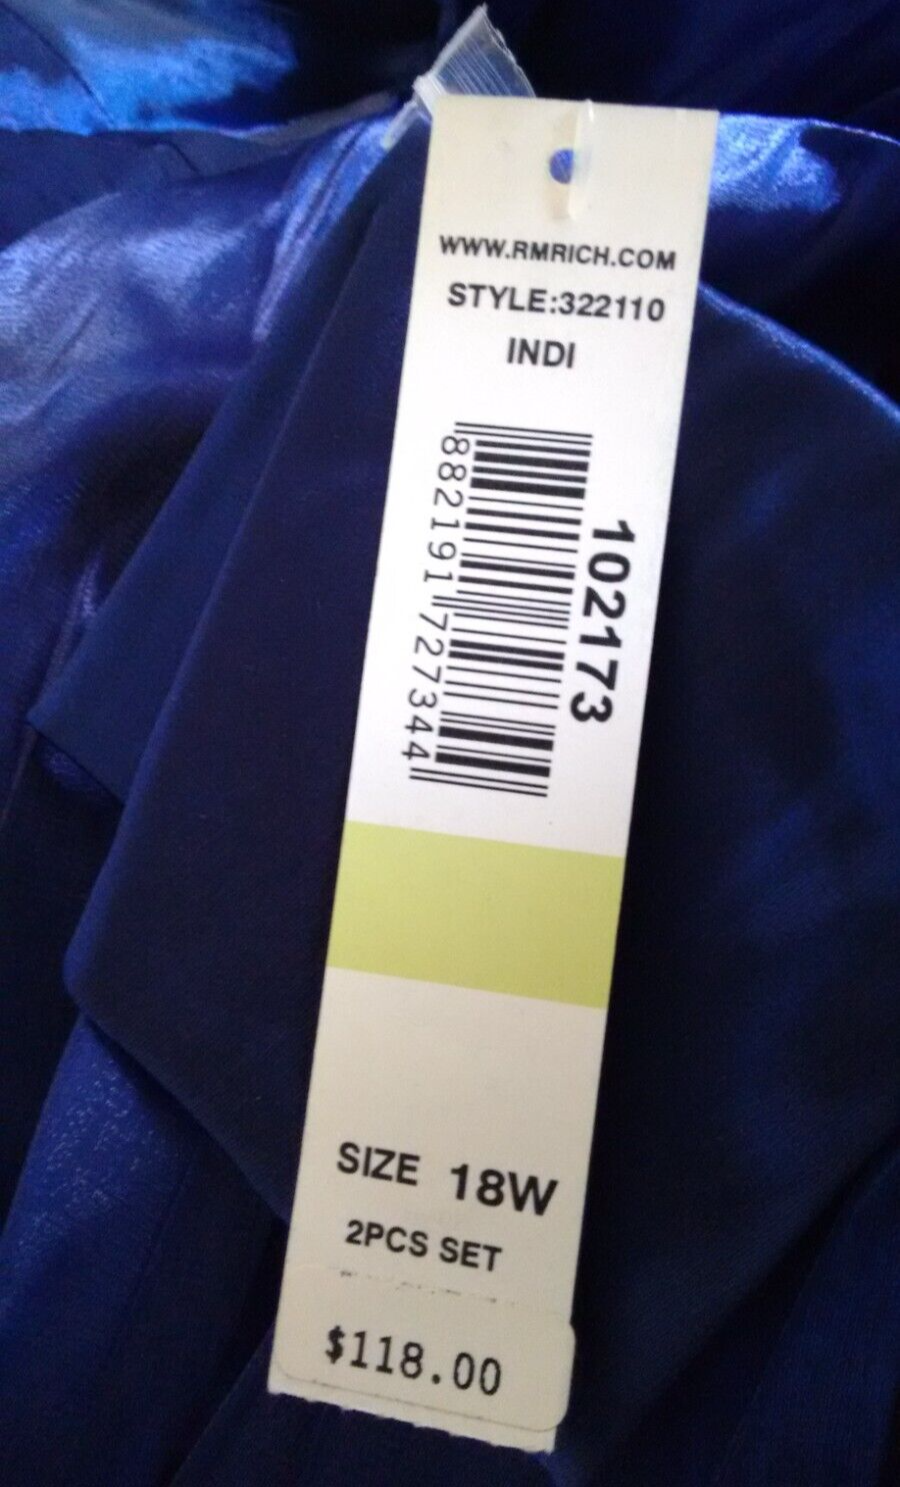 WWW.RMRICH.COM
STYLE:322110
INDI
102173
882191727344
SIZE 18W
2PCS SET
$118.00